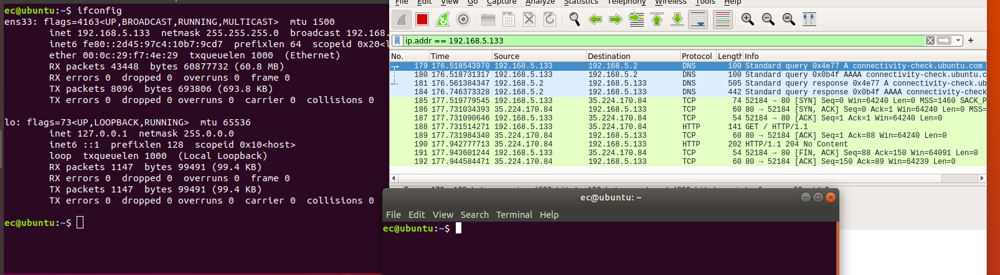 ec@ubuntu:~$ ifconfig
ens33: flags=4163<UP,BROADCAST,RUNNING,MULTICAST>  mtu 1500
        inet 192.168.5.133  netmask 255.255.255.0  broadcast 192.168.
        inet6 fe80::2d45:97c4:10b7:9cd7  prefixlen 64  scopeid 0x20<l
        ether 00:0c:29:f7:4e:29  txqueuelen 1000  (Ethernet)
        RX packets 43448  bytes 60877732 (60.8 MB)
        RX errors 0  dropped 0  overruns 0  frame 0
        TX packets 8096  bytes 693806 (693.8 KB)
        TX errors 0  dropped 0 overruns 0  carrier 0  collisions 0
lo: flags=73<UP,LOOPBACK,RUNNING>  mtu 65536
        inet 127.0.0.1  netmask 255.0.0.0
        inet6 ::1  prefixlen 128  scopeid 0x10<host>
        loop  txqueuelen 1000  (Local Loopback)
        RX packets 1147  bytes 99491 (99.4 KB)
        RX errors 0  dropped 0  overruns 0  frame 0
        TX packets 1147  bytes 99491 (99.4 KB)
        TX errors 0  dropped 0 overruns 0  carrier 0  collisions 0
ec@ubuntu:~$
File Edit View Go Capture Analyze Statistics Telephony Wireless Tools Help
ip.addr == 192.168.5.133
No. Time Source Destination Protocol Length Info
179 176.518543970 192.168.5.133 192.168.5.2 DNS 100 Standard query 0x4e77 A connectivity-check.ubuntu.com
180 176.518731317 192.168.5.133 192.168.5.2 DNS 100 Standard query 0x0b4f AAAA connectivity-check.ubuntu.c
181 176.561384347 192.168.5.2 192.168.5.133 DNS 505 Standard query response 0x4e77 A connectivity-check.ub
184 176.746373328 192.168.5.2 192.168.5.133 DNS 442 Standard query response 0x0b4f AAAA connectivity-check
185 177.519779545 192.168.5.133 35.224.170.84 TCP 74 52184 → 80 [SYN] Seq=0 Win=64240 Len=0 MSS=1460 SACK_P
186 177.731034393 35.224.170.84 192.168.5.133 TCP 60 80 → 52184 [SYN, ACK] Seq=0 Ack=1 Win=64240 Len=0 MSS=
187 177.731090646 192.168.5.133 35.224.170.84 TCP 54 52184 → 80 [ACK] Seq=1 Ack=1 Win=64240 Len=0
188 177.731514271 192.168.5.133 35.224.170.84 HTTP 141 GET / HTTP/1.1
189 177.731984340 35.224.170.84 192.168.5.133 TCP 60 80 → 52184 [ACK] Seq=1 Ack=88 Win=64240 Len=0
190 177.942777713 35.224.170.84 192.168.5.133 HTTP 202 HTTP/1.1 204 No Content
191 177.943601244 192.168.5.133 35.224.170.84 TCP 54 52184 → 80 [FIN, ACK] Seq=88 Ack=150 Win=64091 Len=0
192 177.944584471 35.224.170.84 192.168.5.133 TCP 60 80 → 52184 [ACK] Seq=150 Ack=89 Win=64239 Len=0
ec@ubuntu: ~
File Edit View Search Terminal Help
ec@ubuntu:~$